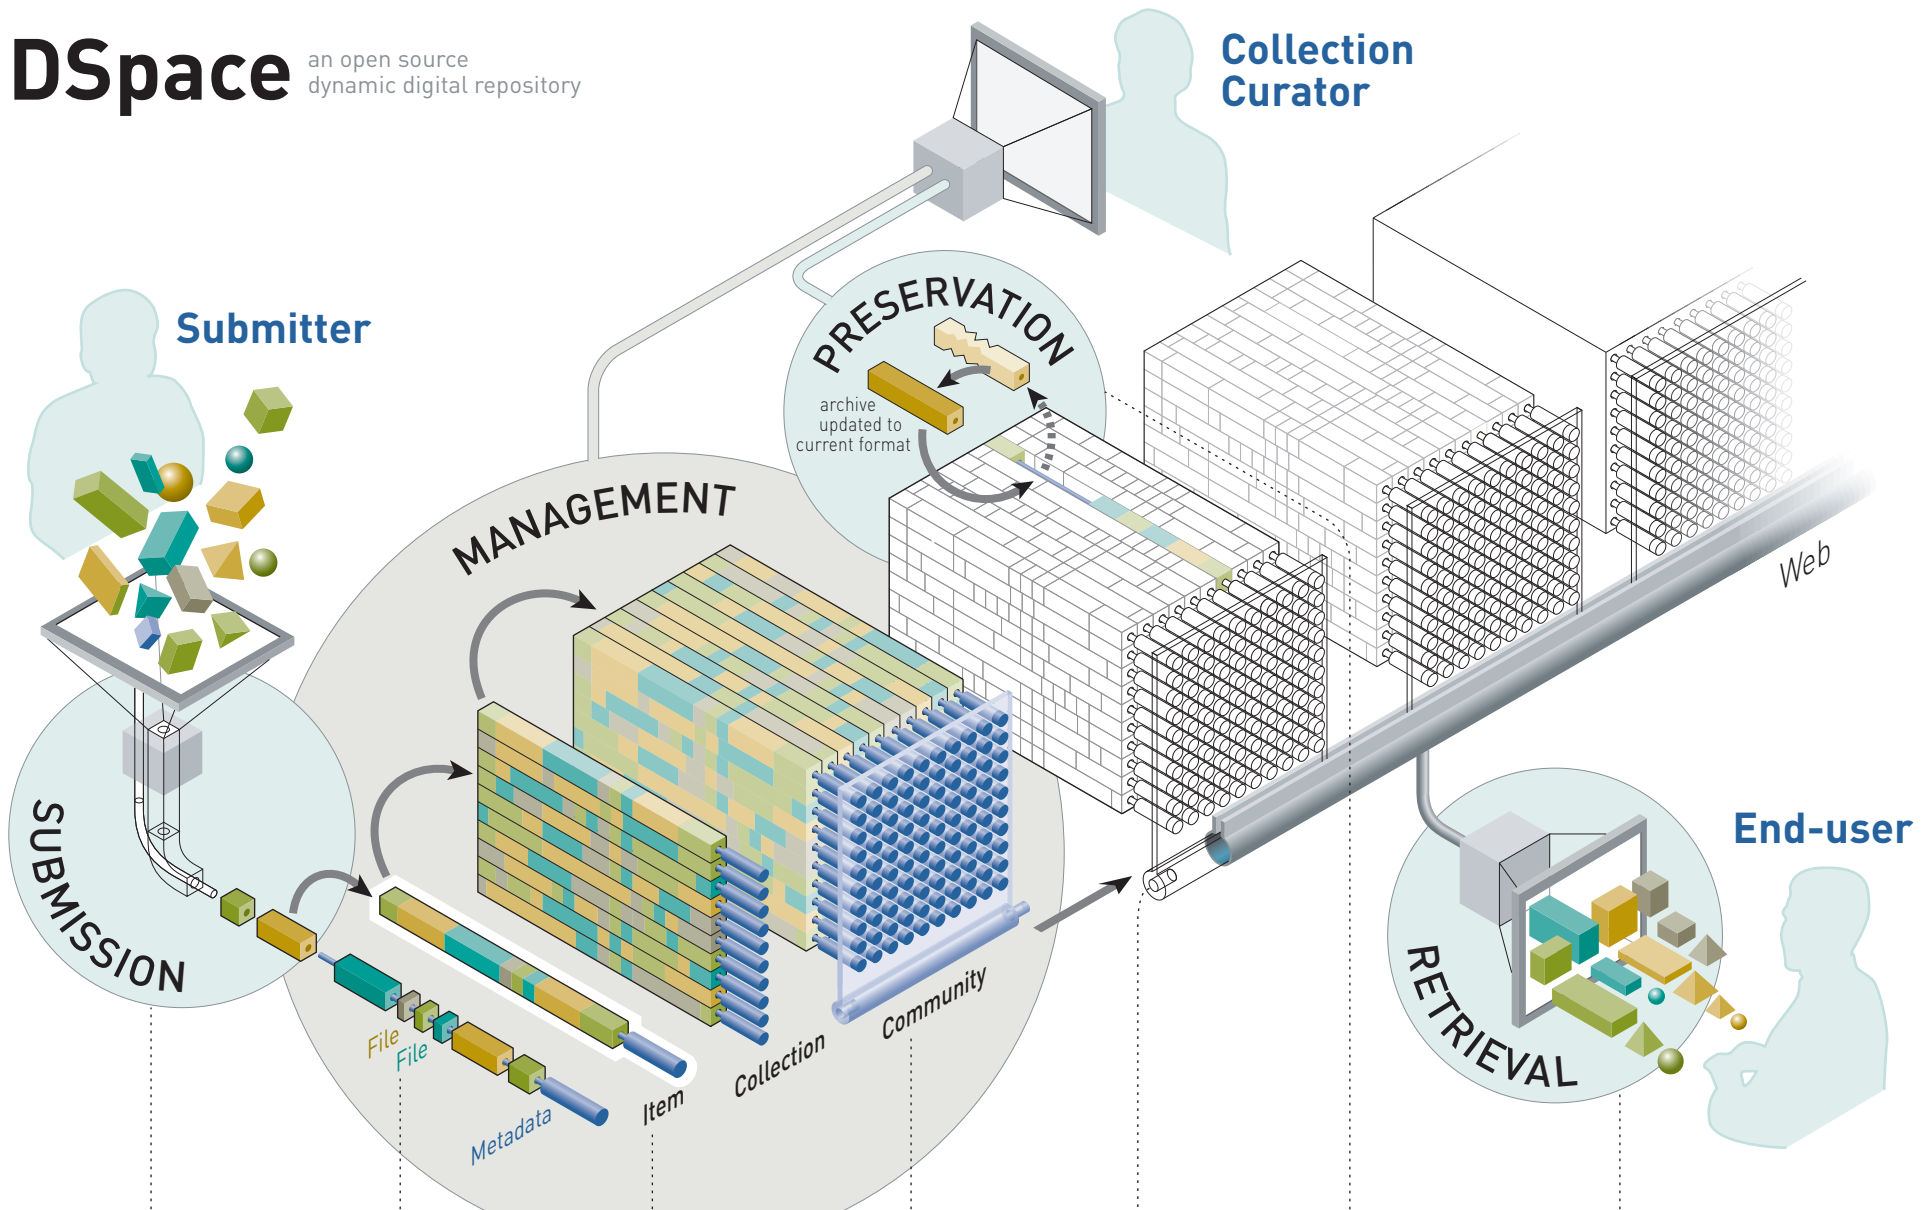 DSpace
an open source
dynamic digital repository
Collection
Curator
Submitter
PRESERVATION
archive
updated to
current format
MANAGEMENT
Web
SUBMISSION
End-user
RETRIEVAL
File
File
Metadata
Item
Collection
Community